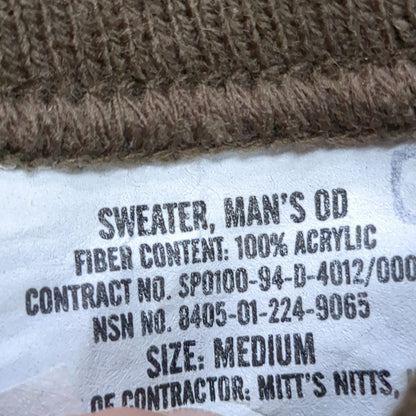 SWEATER, MAN'S OD
FIBER CONTENT: 100% ACRYLIC
CONTRACT NO. SP0100-94-D-4012/000
NSN NO. 8405-01-224-9065
SIZE: MEDIUM
OF CONTRACTOR: MITT'S NITTS,